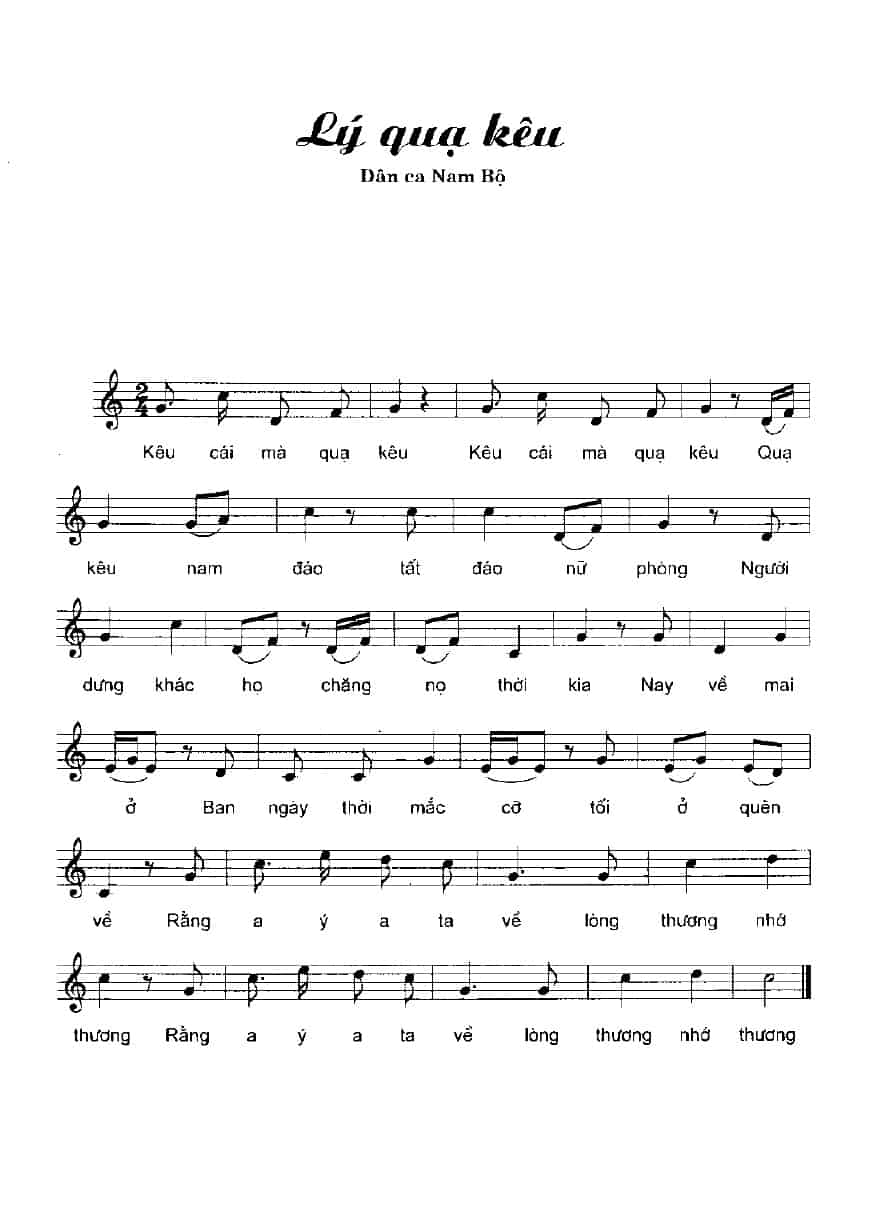 Lý quạ kêu
Dân ca Nam Bộ
2
4
Kêu cái mà quạ kêu Kêu cái mà quạ kêu Quạ
kêu nam đáo tất đáo nữ phòng Người
dưng khác họ chăng nọ thời kia Nay về mai
ở Ban ngày thời mắc cỡ tối ở quên
về Rằng a ý a ta về lòng thương nhớ
thương Rằng a ý a ta về lòng thương nhớ thương